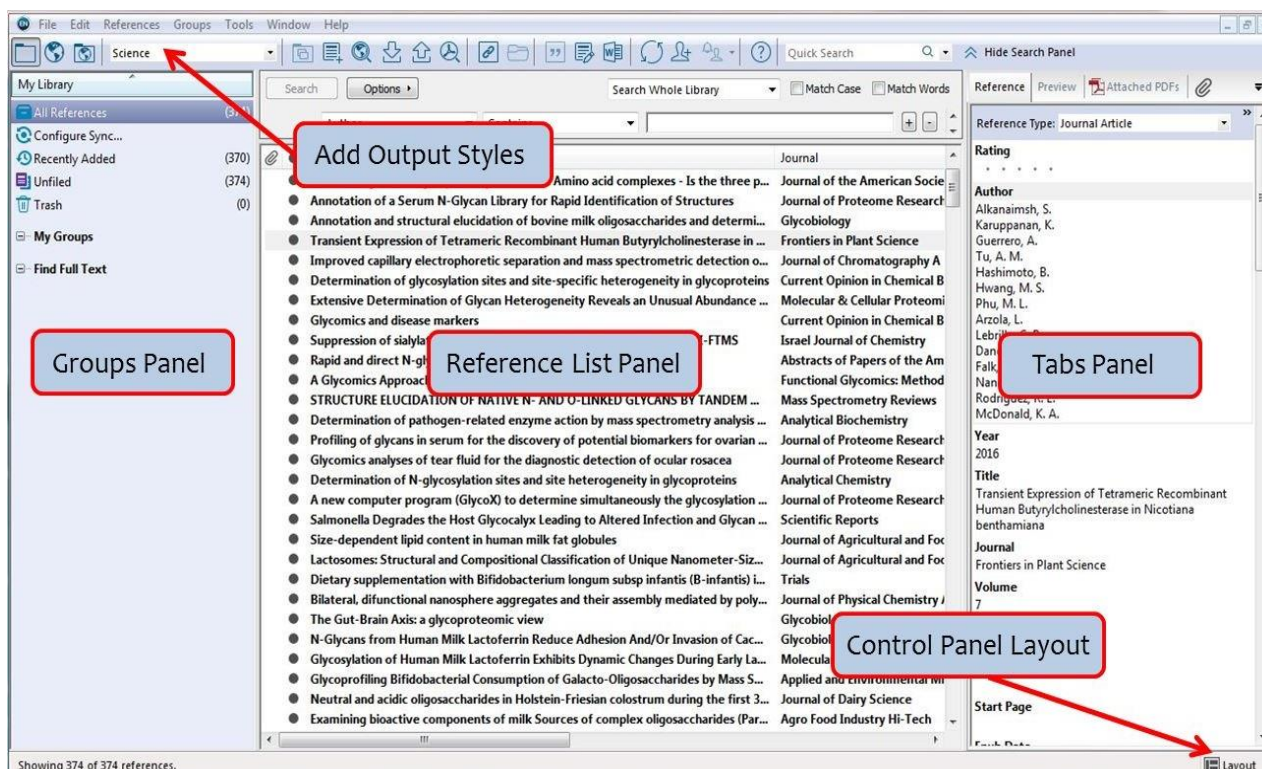 File Edit References Groups Tools Window Help
Science
Quick Search
Hide Search Panel
My Library
Search Options Search Whole Library Match Case Match Words
Reference Preview Attached PDFs
All References
Configure Sync...
Recently Added (370)
Unfiled (374)
Trash (0)
My Groups
Find Full Text
Reference Type: Journal Article
Add Output Styles
Groups Panel
Reference List Panel
Tabs Panel
Control Panel Layout
Journal
Amino acid complexes - Is the three p... Journal of the American Socie
Annotation of a Serum N-Glycan Library for Rapid Identification of Structures Journal of Proteome Research
Annotation and structural elucidation of bovine milk oligosaccharides and determi... Glycobiology
Transient Expression of Tetrameric Recombinant Human Butyrylcholinesterase in ... Frontiers in Plant Science
Improved capillary electrophoretic separation and mass spectrometric detection o... Journal of Chromatography A
Determination of glycosylation sites and site-specific heterogeneity in glycoproteins Current Opinion in Chemical B
Extensive Determination of Glycan Heterogeneity Reveals an Unusual Abundance ... Molecular & Cellular Proteomi
Glycomics and disease markers Current Opinion in Chemical B
Suppression of sialyla I-FTMS Israel Journal of Chemistry
Rapid and direct N-gl Abstracts of Papers of the Am
A Glycomics Approac Functional Glycomics: Method
STRUCTURE ELUCIDATION OF NATIVE N- AND O-LINKED GLYCANS BY TANDEM ... Mass Spectrometry Reviews
Determination of pathogen-related enzyme action by mass spectrometry analysis ... Analytical Biochemistry
Profiling of glycans in serum for the discovery of potential biomarkers for ovarian ... Journal of Proteome Research
Glycomics analyses of tear fluid for the diagnostic detection of ocular rosacea Journal of Proteome Research
Determination of N-glycosylation sites and site heterogeneity in glycoproteins Analytical Chemistry
A new computer program (GlycoX) to determine simultaneously the glycosylation ... Journal of Proteome Research
Salmonella Degrades the Host Glycocalyx Leading to Altered Infection and Glycan ... Scientific Reports
Size-dependent lipid content in human milk fat globules Journal of Agricultural and Foo
Lactosomes: Structural and Compositional Classification of Unique Nanometer-Siz... Journal of Agricultural and Foo
Dietary supplementation with Bifidobacterium longum subsp infantis (B-infantis) i... Trials
Bilateral, difunctional nanosphere aggregates and their assembly mediated by poly... Journal of Physical Chemistry
The Gut-Brain Axis: a glycoproteomic view Glycobiol
N-Glycans from Human Milk Lactoferrin Reduce Adhesion And/Or Invasion of Cac... Glycobiol
Glycosylation of Human Milk Lactoferrin Exhibits Dynamic Changes During Early La... Molecula
Glycoprofiling Bifidobacterial Consumption of Galacto-Oligosaccharides by Mass S... Applied and Environmental Mi
Neutral and acidic oligosaccharides in Holstein-Friesian colostrum during the first 3... Journal of Dairy Science
Examining bioactive components of milk Sources of complex oligosaccharides (Par... Agro Food Industry Hi-Tech
Rating
Author
Alkanaimsh, S.
Karuppanan, K.
Guerrero, A.
Tu, A. M.
Hashimoto, B.
Hwang, M. S.
Phu, M. L.
Arzola, L.
Lebrill
Dan
Falk,
Nan
Rodriguez, R. L.
McDonald, K. A.
Year
2016
Title
Transient Expression of Tetrameric Recombinant
Human Butyrylcholinesterase in Nicotiana
benthamiana
Journal
Frontiers in Plant Science
Volume
7
Start Page
Showing 374 of 374 references.
Layout